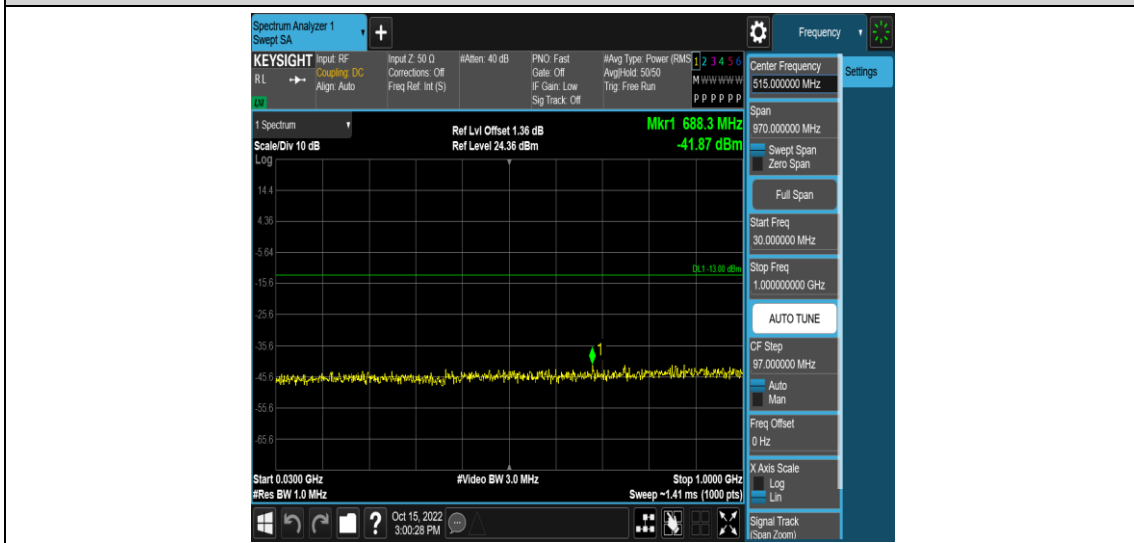 Spectrum Analyzer 1
Swept SA
+
Frequency
KEYSIGHT
RL
Input: RF
Coupling: DC
Align: Auto
Input Z: 50 Ω
Corrections: Off
Freq Ref: Int (S)
#Atten: 40 dB
PNO: Fast
Gate: Off
IF Gain: Low
Sig Track: Off
#Avg Type: Power (RMS
Avg|Hold: 50/50
Trig: Free Run
1 2 3 4 5 6
M W W W W W
P P P P P P
1 Spectrum
Scale/Div 10 dB
Ref Lvl Offset 1.36 dB
Ref Level 24.36 dBm
Mkr1 688.3 MHz
-41.87 dBm
Log
14.4
4.36
-5.64
DL1 -13.00 dBm
-15.6
-25.6
-35.6
1
-45.6
-55.6
-65.6
Start 0.0300 GHz
#Res BW 1.0 MHz
#Video BW 3.0 MHz
Stop 1.0000 GHz
Sweep ~1.41 ms (1000 pts)
Oct 15, 2022
3:00:28 PM
?
Center Frequency
515.000000 MHz
Settings
Span
970.000000 MHz
Swept Span
Zero Span
Full Span
Start Freq
30.000000 MHz
Stop Freq
1.000000000 GHz
AUTO TUNE
CF Step
97.000000 MHz
Auto
Man
Freq Offset
0 Hz
X Axis Scale
Log
Lin
Signal Track
(Span Zoom)